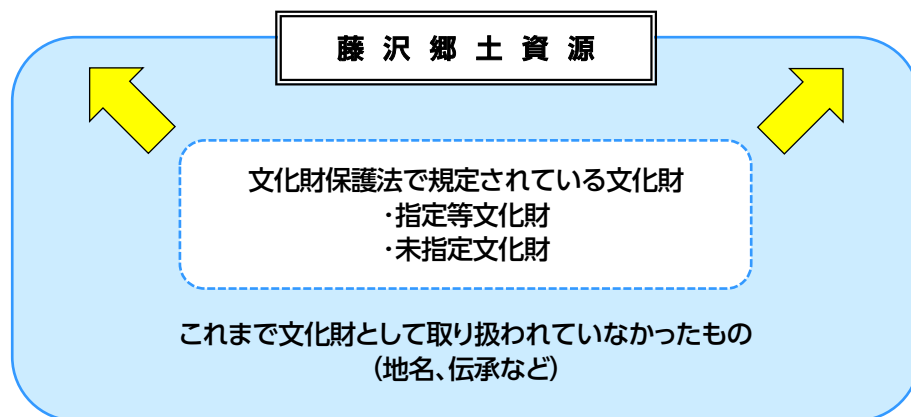 藤沢郷土資源
文化財保護法で規定されている文化財
・指定等文化財
・未指定文化財
これまで文化財として取り扱われていなかったもの
（地名、伝承など）